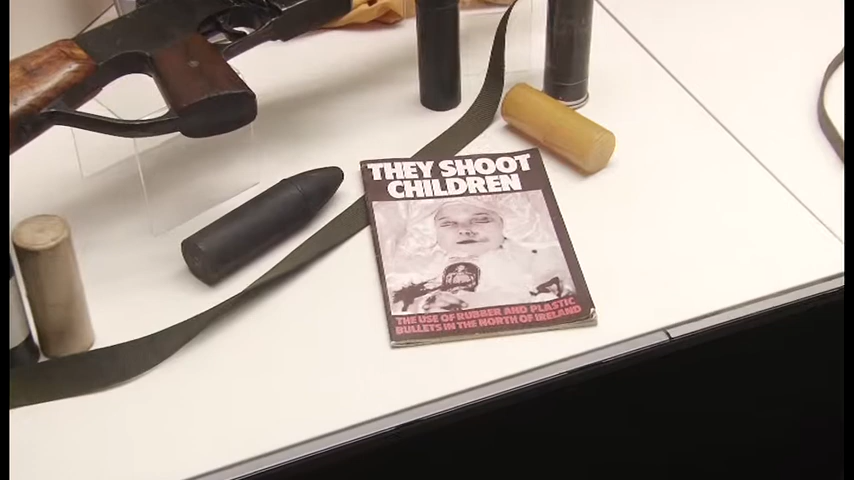 THEY SHOOT
CHILDREN
THE USE OF RUBBER AND PLASTIC
BULLETS IN THE NORTH OF IRELAND